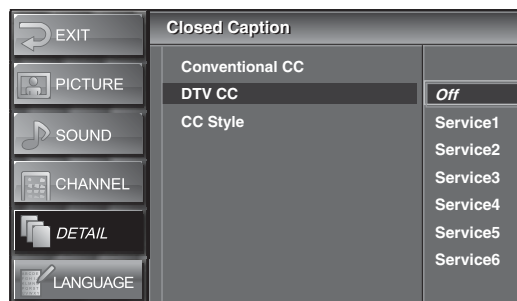 EXIT
PICTURE
SOUND
CHANNEL
DETAIL
LANGUAGE
Closed Caption
Conventional CC
DTV CC
CC Style
Off
Service1
Service2
Service3
Service4
Service5
Service6